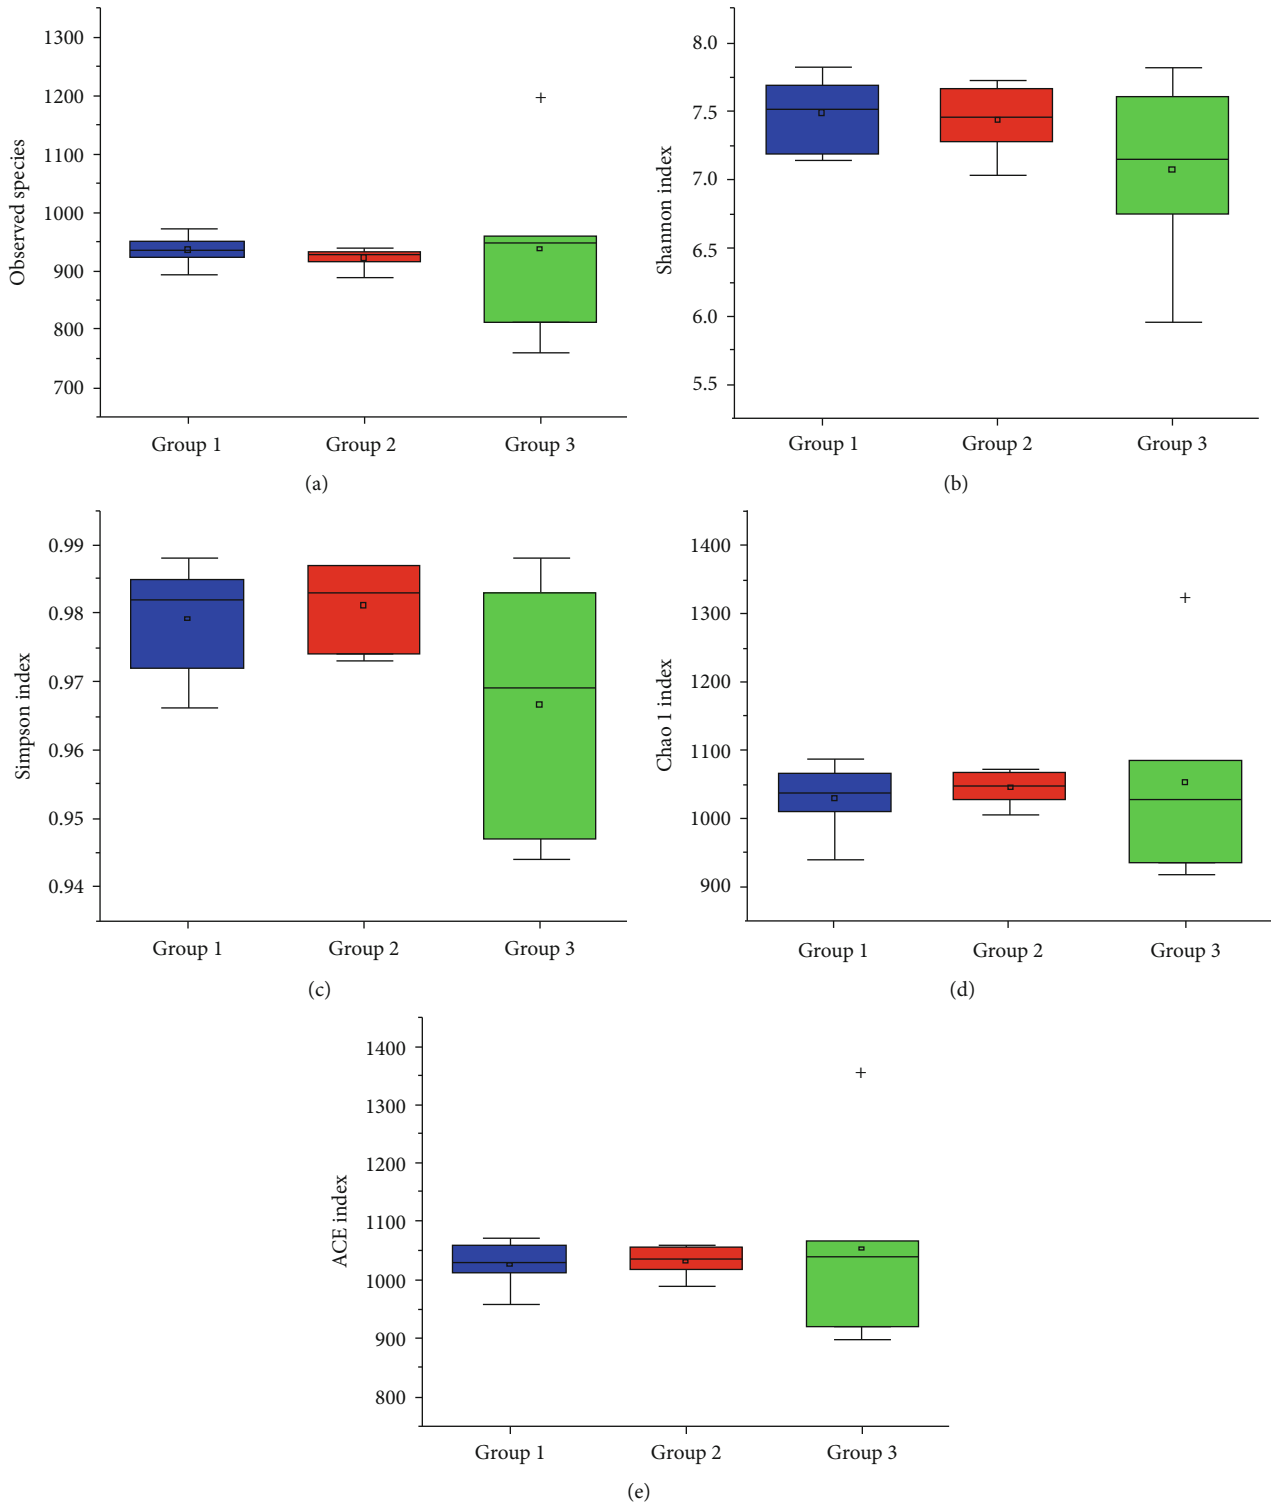 Observed species
1300
1200
1100
1000
900
800
700
Group 1 Group 2 Group 3
(a)
Shannon index
8.0
7.5
7.0
6.5
6.0
5.5
Group 1 Group 2 Group 3
(b)
Simpson index
0.99
0.98
0.97
0.96
0.95
0.94
Group 1 Group 2 Group 3
(c)
Chao 1 index
1400
1300
1200
1100
1000
900
Group 1 Group 2 Group 3
(d)
ACE index
1400
1300
1200
1100
1000
900
800
Group 1 Group 2 Group 3
(e)